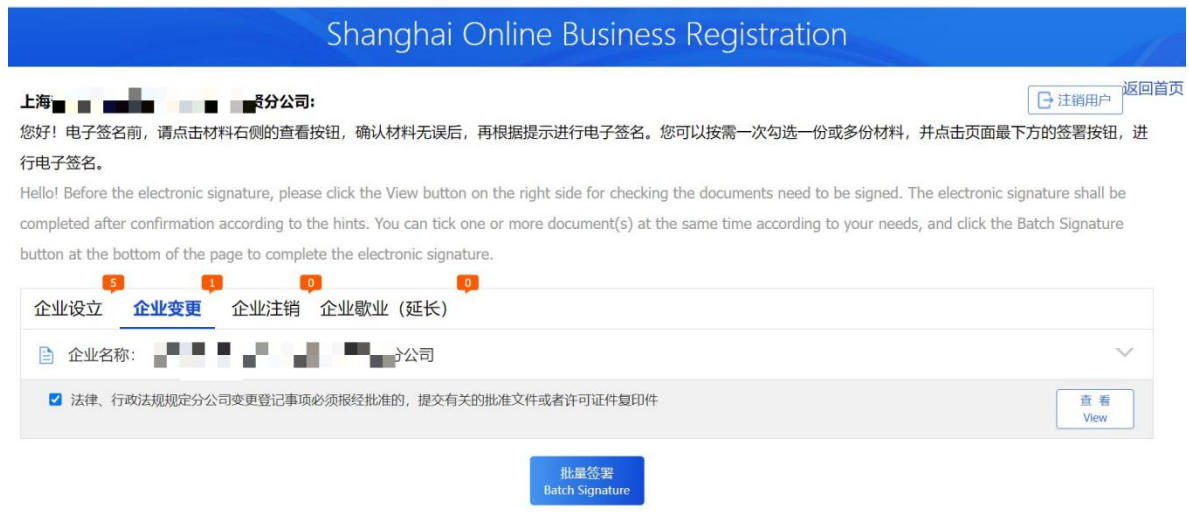 Shanghai Online Business Registration
返回首页
注销用户
上海 分公司:
您好！电子签名前，请点击材料右侧的查看按钮，确认材料无误后，再根据提示进行电子签名。您可以按需一次勾选一份或多份材料，并点击页面最下方的签署按钮，进
行电子签名。
Hello! Before the electronic signature, please click the View button on the right side for checking the documents need to be signed. The electronic signature shall be
completed after confirmation according to the hints. You can tick one or more document(s) at the same time according to your needs, and click the Batch Signature
button at the bottom of the page to complete the electronic signature.
5 1 0 0
企业设立 企业变更 企业注销 企业歇业（延长）
企业名称: 公司
法律、行政法规规定分公司变更登记事项必须报经批准的，提交有关的批准文件或者许可证件复印件
查 看
View
批量签署
Batch Signature